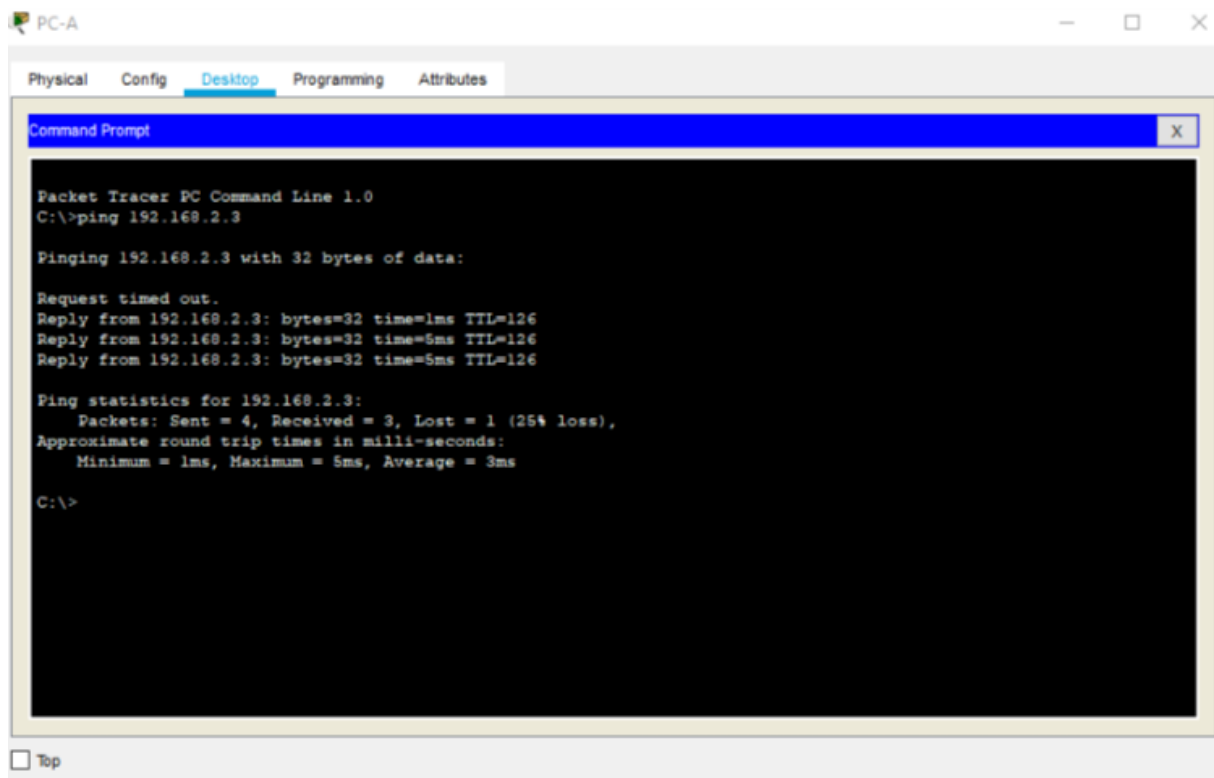 PC-A
Physical Config Desktop Programming Attributes
Command Prompt X
Packet Tracer PC Command Line 1.0
C:\>ping 192.168.2.3
Pinging 192.168.2.3 with 32 bytes of data:
Request timed out.
Reply from 192.168.2.3: bytes=32 time=1ms TTL=126
Reply from 192.168.2.3: bytes=32 time=5ms TTL=126
Reply from 192.168.2.3: bytes=32 time=5ms TTL=126
Ping statistics for 192.168.2.3:
Packets: Sent = 4, Received = 3, Lost = 1 (25% loss),
Approximate round trip times in milli-seconds:
Minimum = 1ms, Maximum = 5ms, Average = 3ms
C:\>
Top